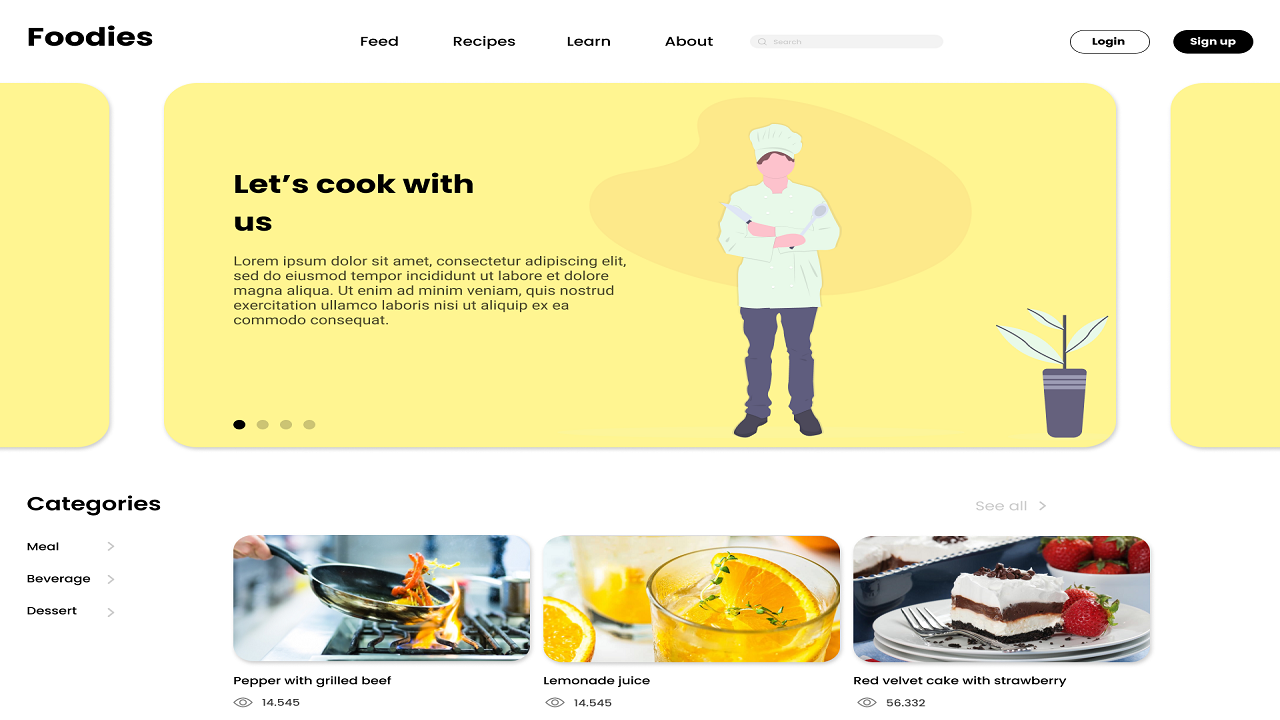 Foodies
Feed
Recipes
Learn
About
Search
Login
Sign up
Let's cook with
us
Lorem ipsum dolor sit amet, consectetur adipiscing elit,
sed do eiusmod tempor incididunt ut labore et dolore
magna aliqua. Ut enim ad minim veniam, quis nostrud
exercitation ullamco laboris nisi ut aliquip ex ea
commodo consequat.
Categories
See all
Meal
Beverage
Dessert
Pepper with grilled beef
14.545
Lemonade juice
14.545
Red velvet cake with strawberry
56.332